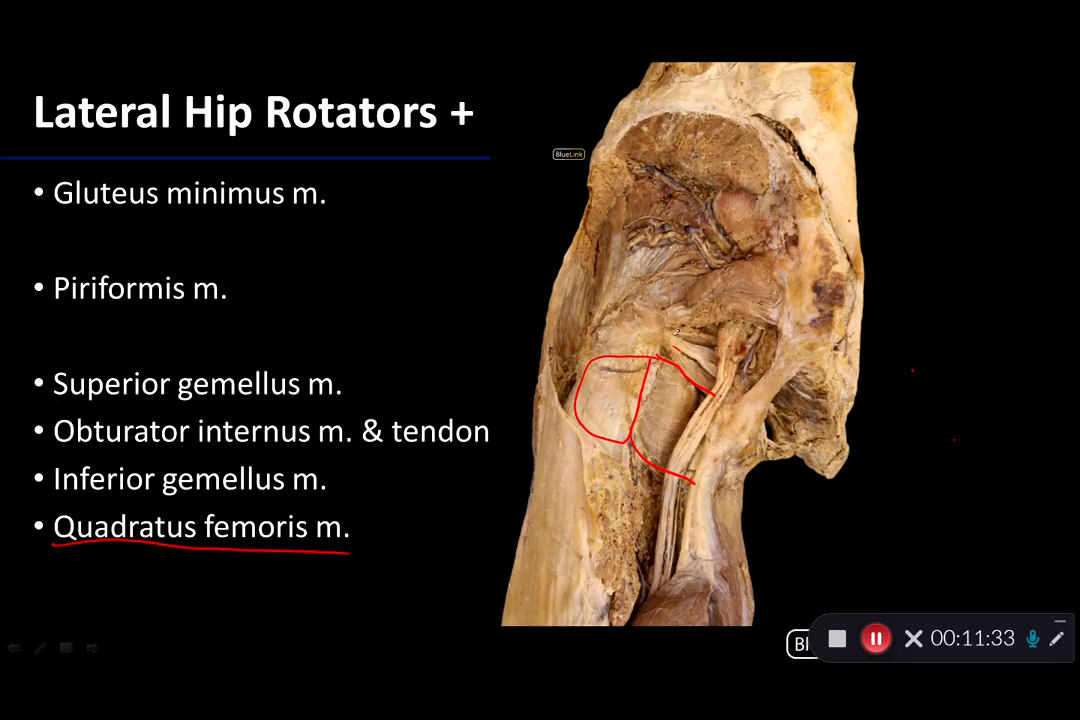 Lateral Hip Rotators +
• Gluteus minimus m.
• Piriformis m.
• Superior gemellus m.
• Obturator internus m. & tendon
• Inferior gemellus m.
• Quadratus femoris m.
BlueLink
Bl
00:11:33